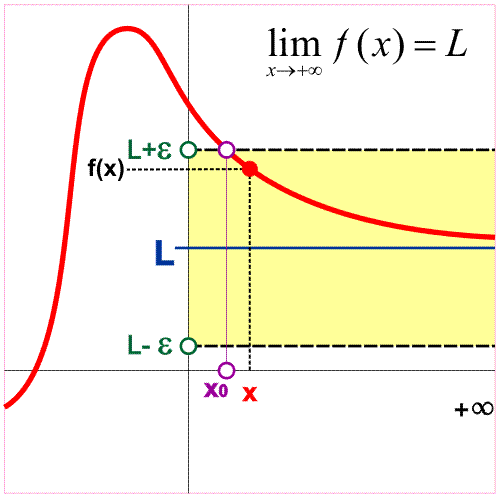 lim f(x) = L
x→+∞
L+ε
f(x)
L
L- ε
x0
x
+∞